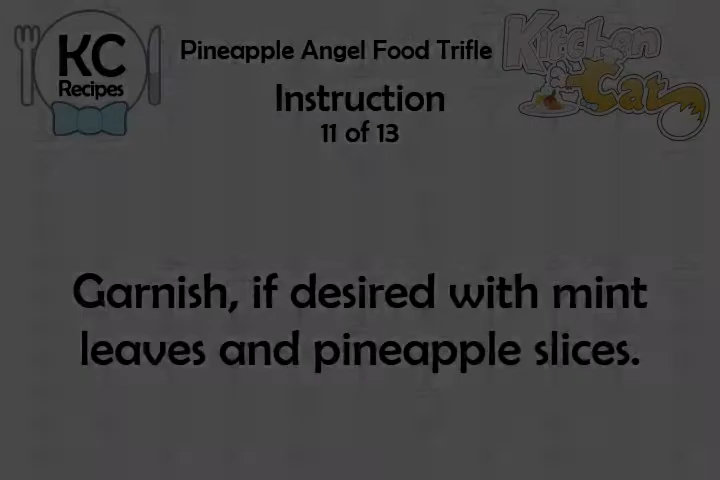 KC
Recipes
Pineapple Angel Food Trifle
Kitchen
Cat
Instruction
11 of 13
Garnish, if desired with mint
leaves and pineapple slices.